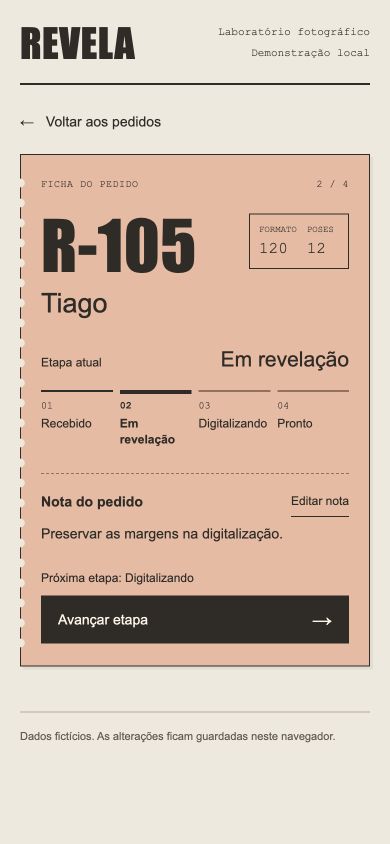 REVELA
Laboratório fotográfico
Demonstração local
← Voltar aos pedidos
FICHA DO PEDIDO
2 / 4
R-105
FORMATO POSES
120 12
Tiago
Etapa atual
Em revelação
01 02 03 04
Recebido Em revelação Digitalizando Pronto
Nota do pedido
Editar nota
Preservar as margens na digitalização.
Próxima etapa: Digitalizando
Avançar etapa →
Dados fictícios. As alterações ficam guardadas neste navegador.